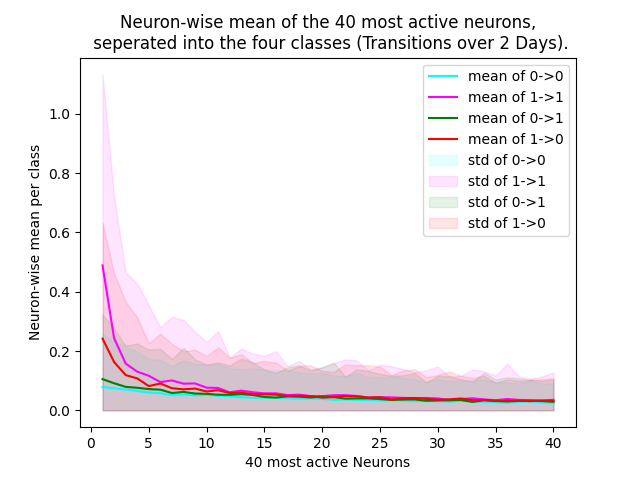 Neuron-wise mean of the 40 most active neurons,
seperated into the four classes (Transitions over 2 Days).
mean of 0->0
mean of 1->1
mean of 0->1
mean of 1->0
std of 0->0
std of 1->1
std of 0->1
std of 1->0
Neuron-wise mean per class
1.0
0.8
0.6
0.4
0.2
0.0
0 5 10 15 20 25 30 35 40
40 most active Neurons